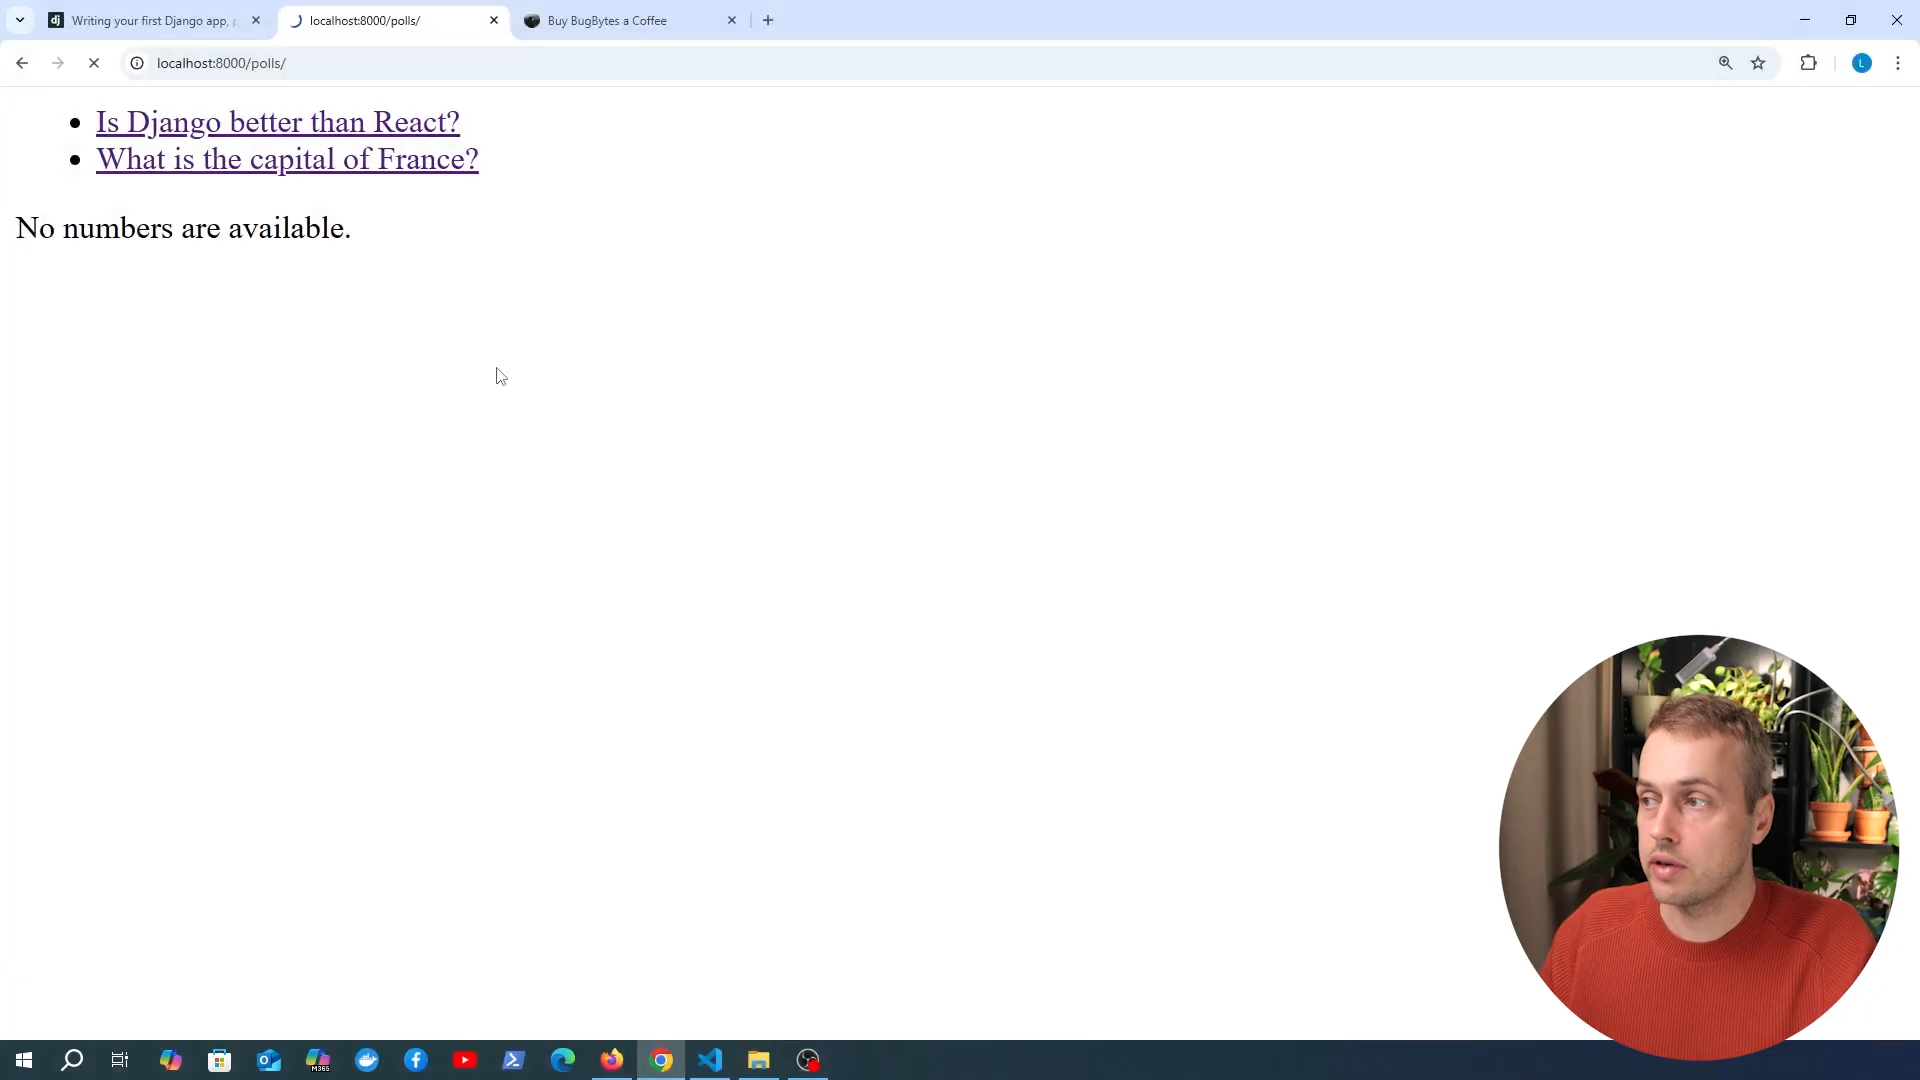 Writing your first Django app,
localhost:8000/polls/
Buy BugBytes a Coffee
localhost:8000/polls/
L
Is Django better than React?
What is the capital of France?
No numbers are available.
M365